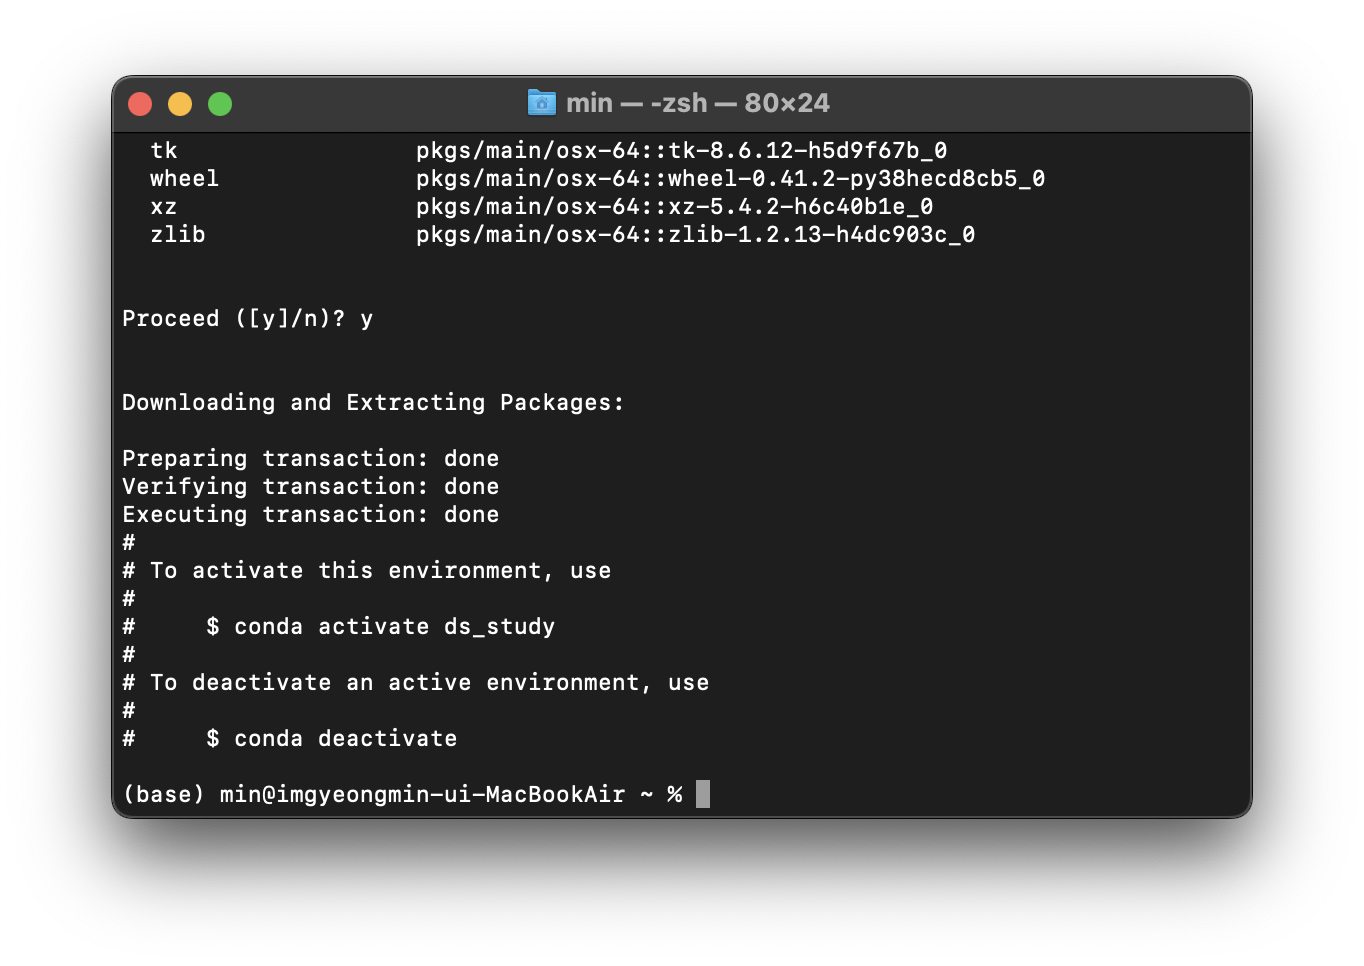 min — -zsh — 80×24
tk                 pkgs/main/osx-64::tk-8.6.12-h5d9f67b_0
wheel              pkgs/main/osx-64::wheel-0.41.2-py38hecd8cb5_0
xz                 pkgs/main/osx-64::xz-5.4.2-h6c40b1e_0
zlib               pkgs/main/osx-64::zlib-1.2.13-h4dc903c_0
Proceed ([y]/n)? y
Downloading and Extracting Packages:
Preparing transaction: done
Verifying transaction: done
Executing transaction: done
#
# To activate this environment, use
#
#     $ conda activate ds_study
#
# To deactivate an active environment, use
#
#     $ conda deactivate
(base) min@imgyeongmin-ui-MacBookAir ~ %